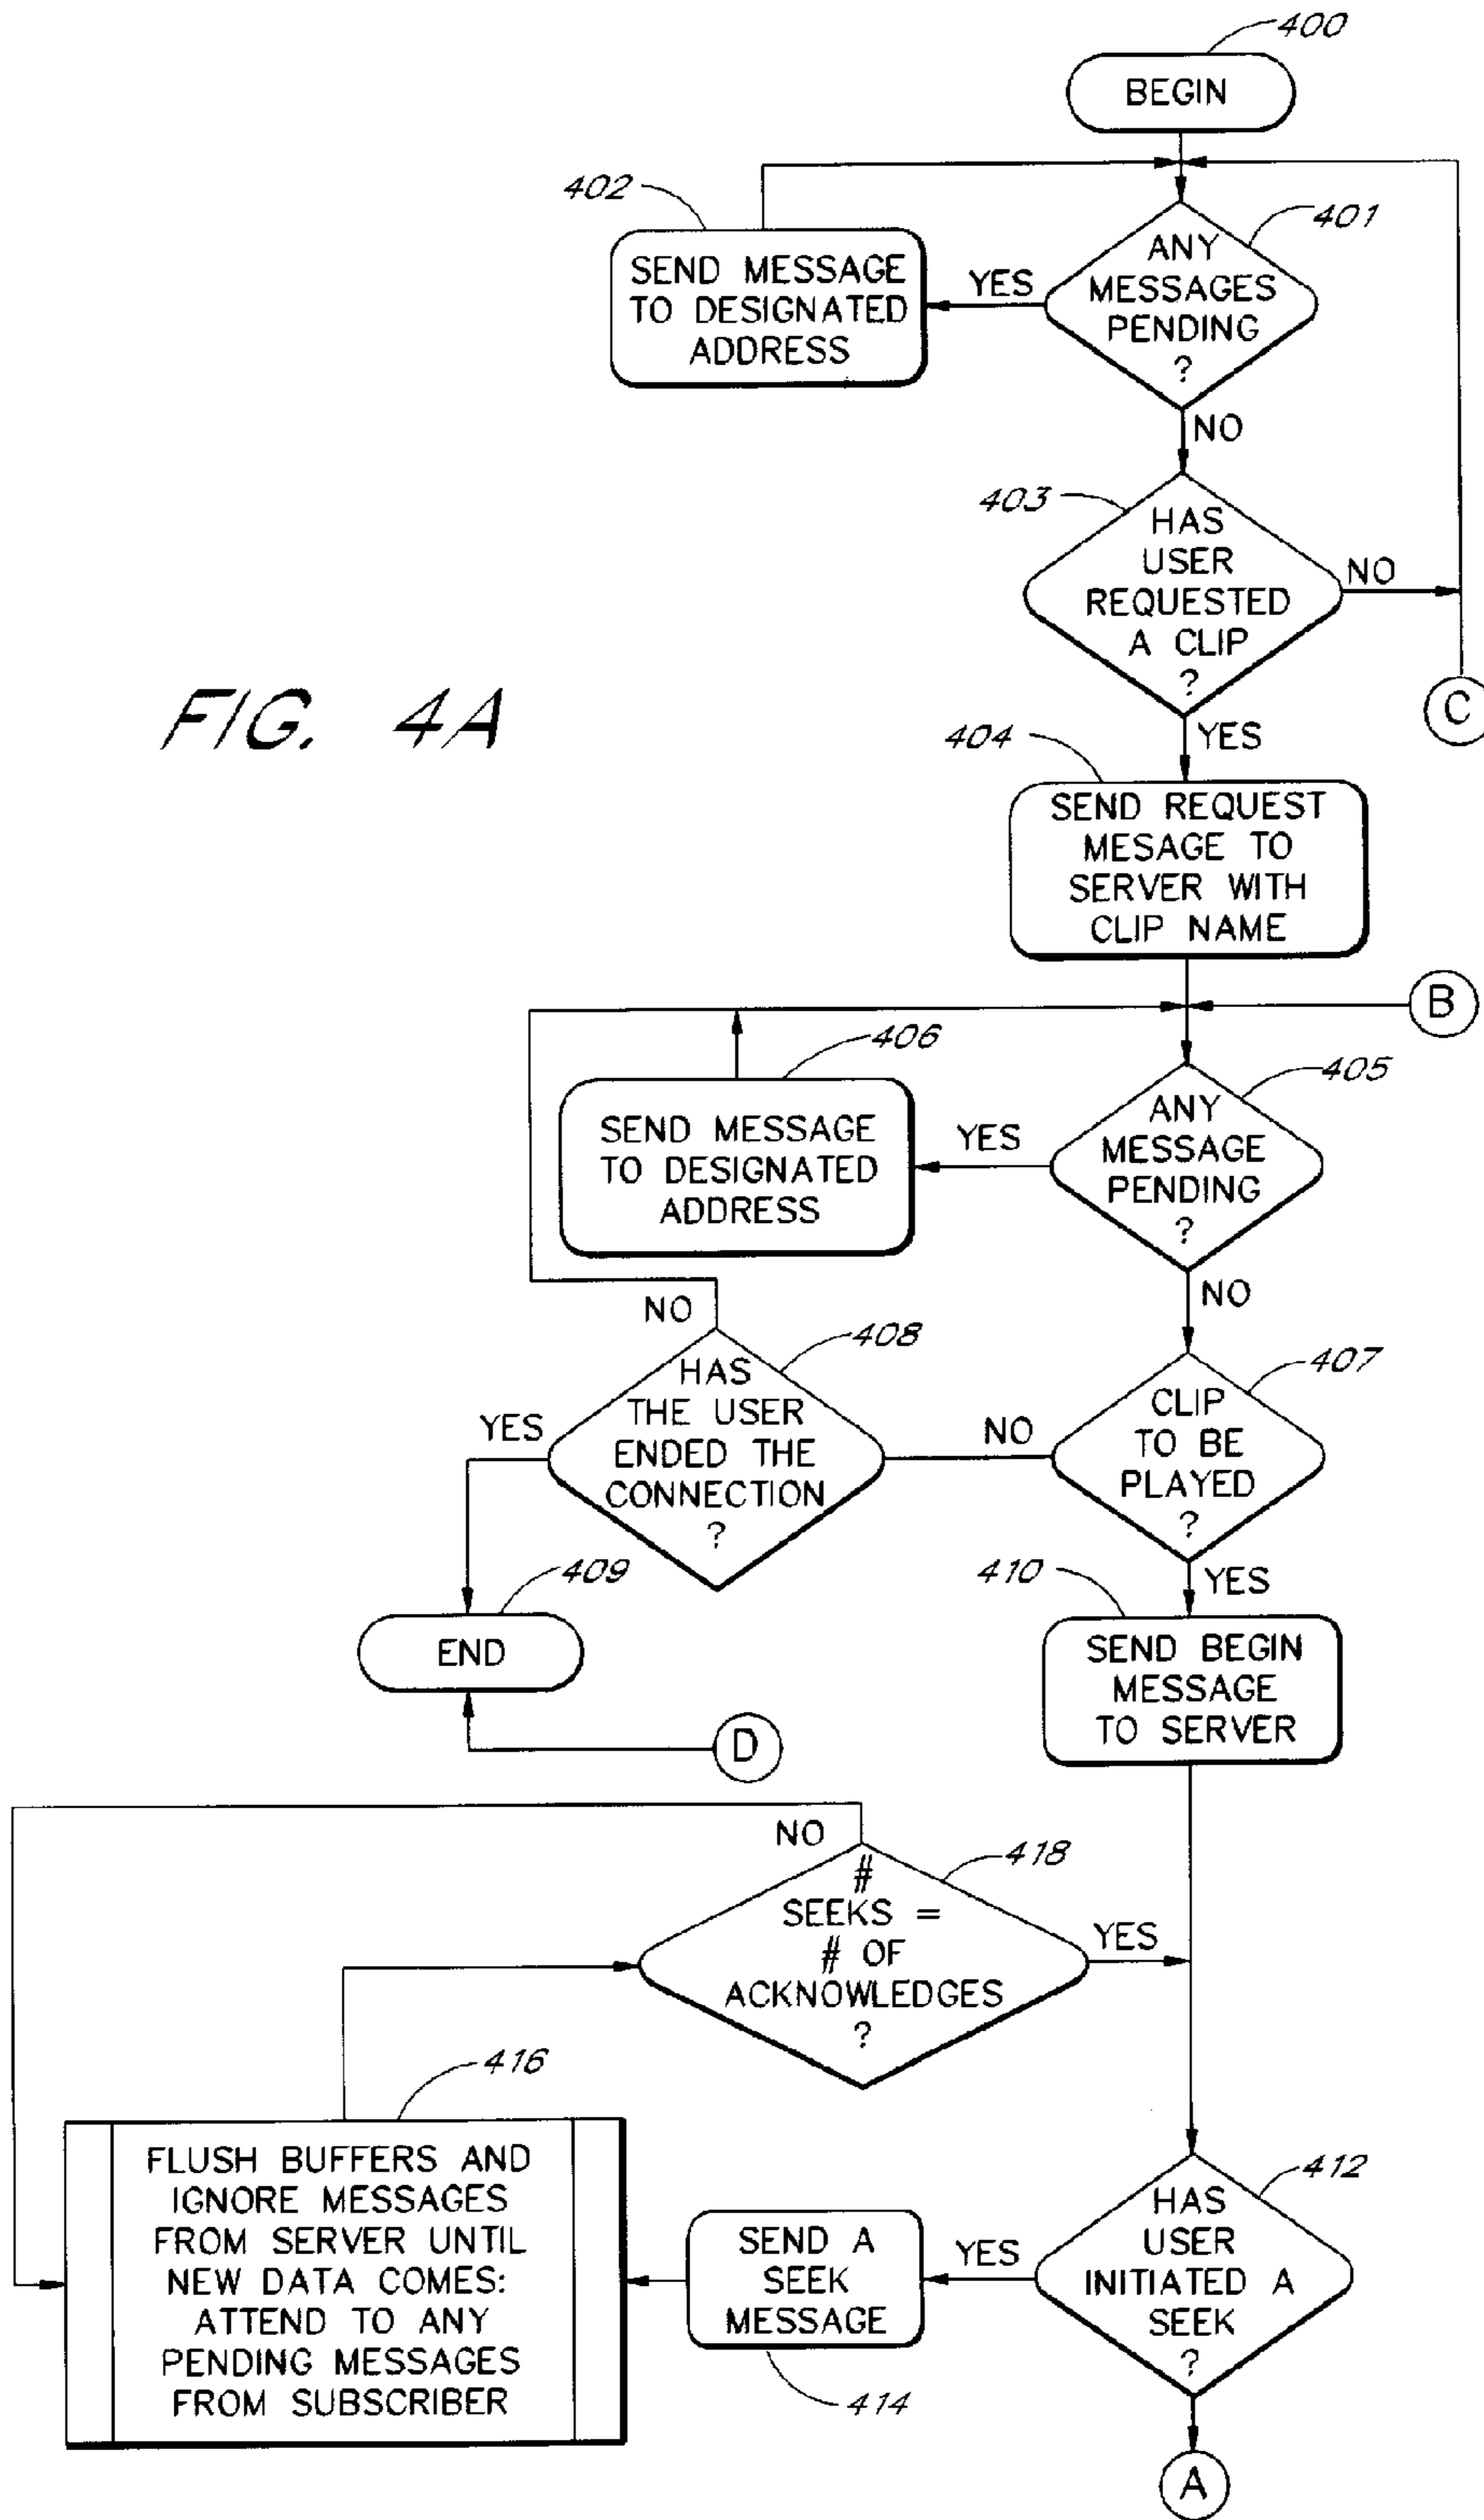 400
BEGIN
402
401
ANY
MESSAGES
PENDING
?
YES
SEND MESSAGE
TO DESIGNATED
ADDRESS
NO
403
HAS
USER
REQUESTED
A CLIP
?
NO
C
FIG. 4A
YES
404
SEND REQUEST
MESAGE TO
SERVER WITH
CLIP NAME
B
406
405
ANY
MESSAGE
PENDING
?
YES
SEND MESSAGE
TO DESIGNATED
ADDRESS
NO
NO
408
407
HAS
THE USER
ENDED THE
CONNECTION
?
YES
NO
CLIP
TO BE
PLAYED
?
409
END
410
YES
SEND BEGIN
MESSAGE
TO SERVER
D
NO
418
#
SEEKS =
# OF
ACKNOWLEDGES
?
YES
416
FLUSH BUFFERS AND
IGNORE MESSAGES
FROM SERVER UNTIL
NEW DATA COMES:
ATTEND TO ANY
PENDING MESSAGES
FROM SUBSCRIBER
SEND A
SEEK
MESSAGE
414
YES
412
HAS
USER
INITIATED A
SEEK
?
A